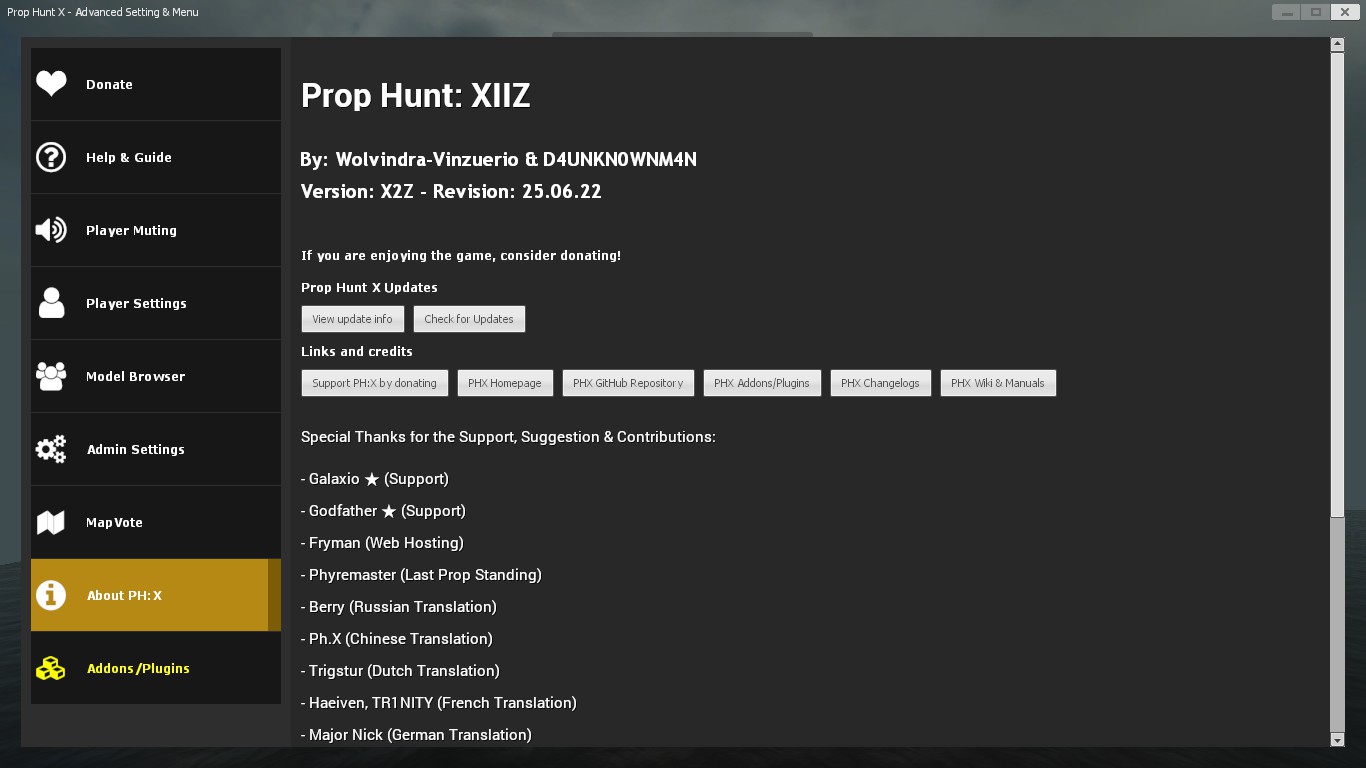 Prop Hunt X - Advanced Setting & Menu
Donate
Help & Guide
Player Muting
Player Settings
Model Browser
Admin Settings
MapVote
About PH:X
Addons/Plugins
Prop Hunt: XIIZ
By: Wolvindra-Vinzuerio & D4UNKN0WNM4N
Version: X2Z - Revision: 25.06.22
If you are enjoying the game, consider donating!
Prop Hunt X Updates
View update info Check for Updates
Links and credits
Support PH:X by donating PHX Homepage PHX GitHub Repository PHX Addons/Plugins PHX Changelogs PHX Wiki & Manuals
Special Thanks for the Support, Suggestion & Contributions:
- Galaxio ★ (Support)
- Godfather ★ (Support)
- Fryman (Web Hosting)
- Phyremaster (Last Prop Standing)
- Berry (Russian Translation)
- Ph.X (Chinese Translation)
- Trigstur (Dutch Translation)
- Haeiven, TR1NITY (French Translation)
- Major Nick (German Translation)